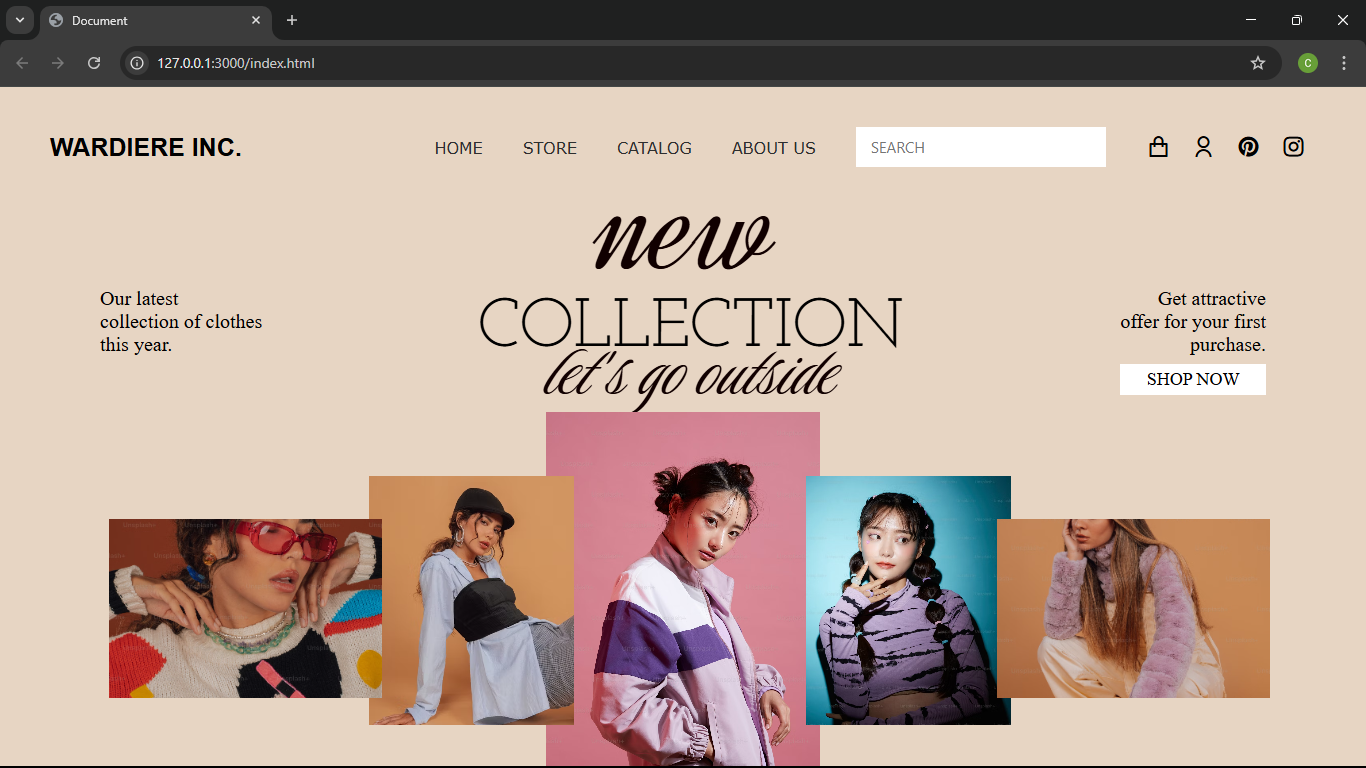 Document
127.0.0.1:3000/index.html
C
WARDIERE INC.
HOME STORE CATALOG ABOUT US SEARCH
new
COLLECTION
let's go outside
Our latest
collection of clothes
this year.
Get attractive
offer for your first
purchase.
SHOP NOW